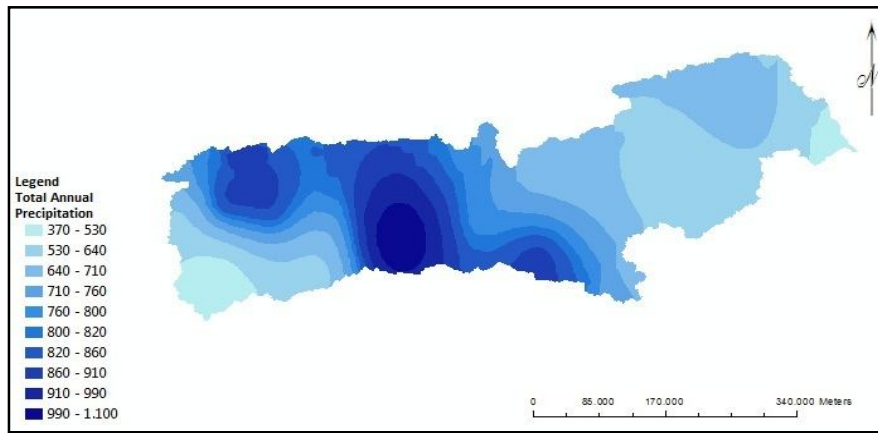 N
Legend
Total Annual
Precipitation
370 - 530
530 - 640
640 - 710
710 - 760
760 - 800
800 - 820
820 - 860
860 - 910
910 - 990
990 - 1.100
0 85.000 170.000 340.000 Meters